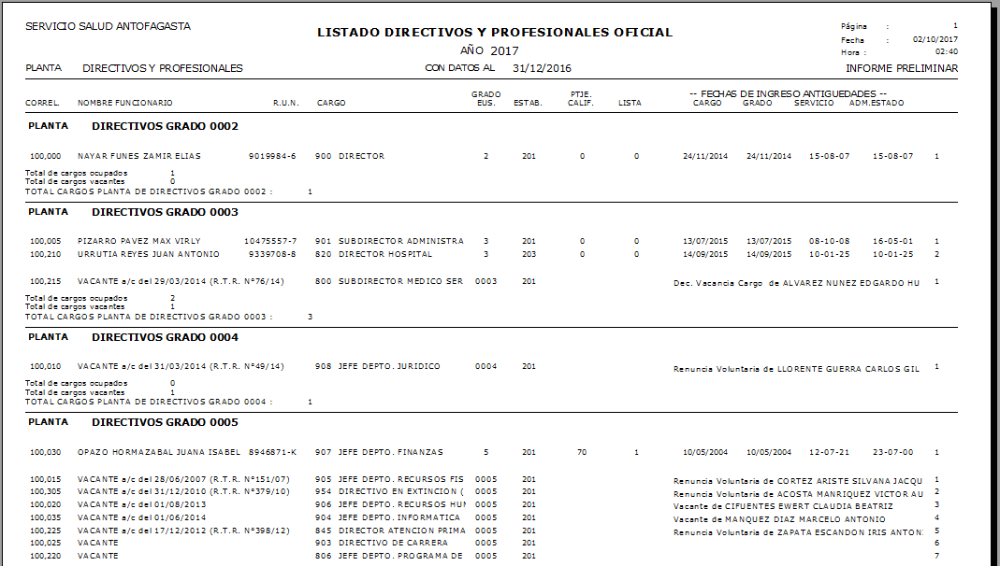 SERVICIO SALUD ANTOFAGASTA
LISTADO DIRECTIVOS Y PROFESIONALES OFICIAL
Página : 1
AÑO 2017
Fecha : 02/10/2017
Hora : 02:40
PLANTA DIRECTIVOS Y PROFESIONALES CON DATOS AL 31/12/2016 INFORME PRELIMINAR
GRADO PTJE. -- FECHAS DE INGRESO ANTIGUEDADES --
CORREL. NOMBRE FUNCIONARIO R.U.N. CARGO EUS. ESTAB. CALIF. LISTA CARGO GRADO SERVICIO ADM.ESTADO
PLANTA DIRECTIVOS GRADO 0002
100,000 NAYAR FUNES ZAMIR ELIAS 9019984-6 900 DIRECTOR 2 201 0 0 24/11/2014 24/11/2014 15-08-07 15-08-07 1
Total de cargos ocupados 1
Total de cargos vacantes 0
TOTAL CARGOS PLANTA DE DIRECTIVOS GRADO 0002 : 1
PLANTA DIRECTIVOS GRADO 0003
100,005 PIZARRO PAVEZ MAX VIRLY 10475557-7 901 SUBDIRECTOR ADMINISTRA 3 201 0 0 13/07/2015 13/07/2015 08-10-08 16-05-01 1
100,210 URRUTIA REYES JUAN ANTONIO 9339708-8 820 DIRECTOR HOSPITAL 3 203 0 0 14/09/2015 14/09/2015 10-01-25 10-01-25 2
100,215 VACANTE a/c del 29/03/2014 (R.T.R. N°76/14) 800 SUBDIRECTOR MEDICO SER 0003 201 Dec. Vacancia Cargo de ALVAREZ NUNEZ EDGARDO HU 1
Total de cargos ocupados 2
Total de cargos vacantes 1
TOTAL CARGOS PLANTA DE DIRECTIVOS GRADO 0003 : 3
PLANTA DIRECTIVOS GRADO 0004
100,010 VACANTE a/c del 31/03/2014 (R.T.R. N°49/14) 908 JEFE DEPTO. JURIDICO 0004 201 Renuncia Voluntaria de LLORENTE GUERRA CARLOS GIL 1
Total de cargos ocupados 0
Total de cargos vacantes 1
TOTAL CARGOS PLANTA DE DIRECTIVOS GRADO 0004 : 1
PLANTA DIRECTIVOS GRADO 0005
100,030 OPAZO HORMAZABAL JUANA ISABEL 8946871-K 907 JEFE DEPTO. FINANZAS 5 201 70 1 10/05/2004 10/05/2004 12-07-21 23-07-00 1
100,015 VACANTE a/c del 28/06/2007 (R.T.R. N°151/07) 905 JEFE DEPTO. RECURSOS FIS 0005 201 Renuncia Voluntaria de CORTEZ ARISTE SILVANA JACQU 1
100,305 VACANTE a/c del 31/12/2010 (R.T.R. N°379/10) 954 DIRECTIVO EN EXTINCION ( 0005 201 Renuncia Voluntaria de ACOSTA MANRIQUEZ VICTOR AU 2
100,020 VACANTE a/c del 01/08/2013 906 JEFE DEPTO. RECURSOS HUM 0005 201 Vacante de CIFUENTES EWERT CLAUDIA BEATRIZ 3
100,035 VACANTE a/c del 01/06/2014 904 JEFE DEPTO. INFORMATICA 0005 201 Vacante de MANQUEZ DIAZ MARCELO ANTONIO 4
100,225 VACANTE a/c del 17/12/2012 (R.T.R. N°398/12) 845 DIRECTOR ATENCION PRIMA 0005 201 Renuncia Voluntaria de ZAPATA ESCANDON IRIS ANTON 5
100,025 VACANTE 903 DIRECTIVO DE CARRERA 0005 201 6
100,220 VACANTE 806 JEFE DEPTO. PROGRAMA DE 0005 201 7